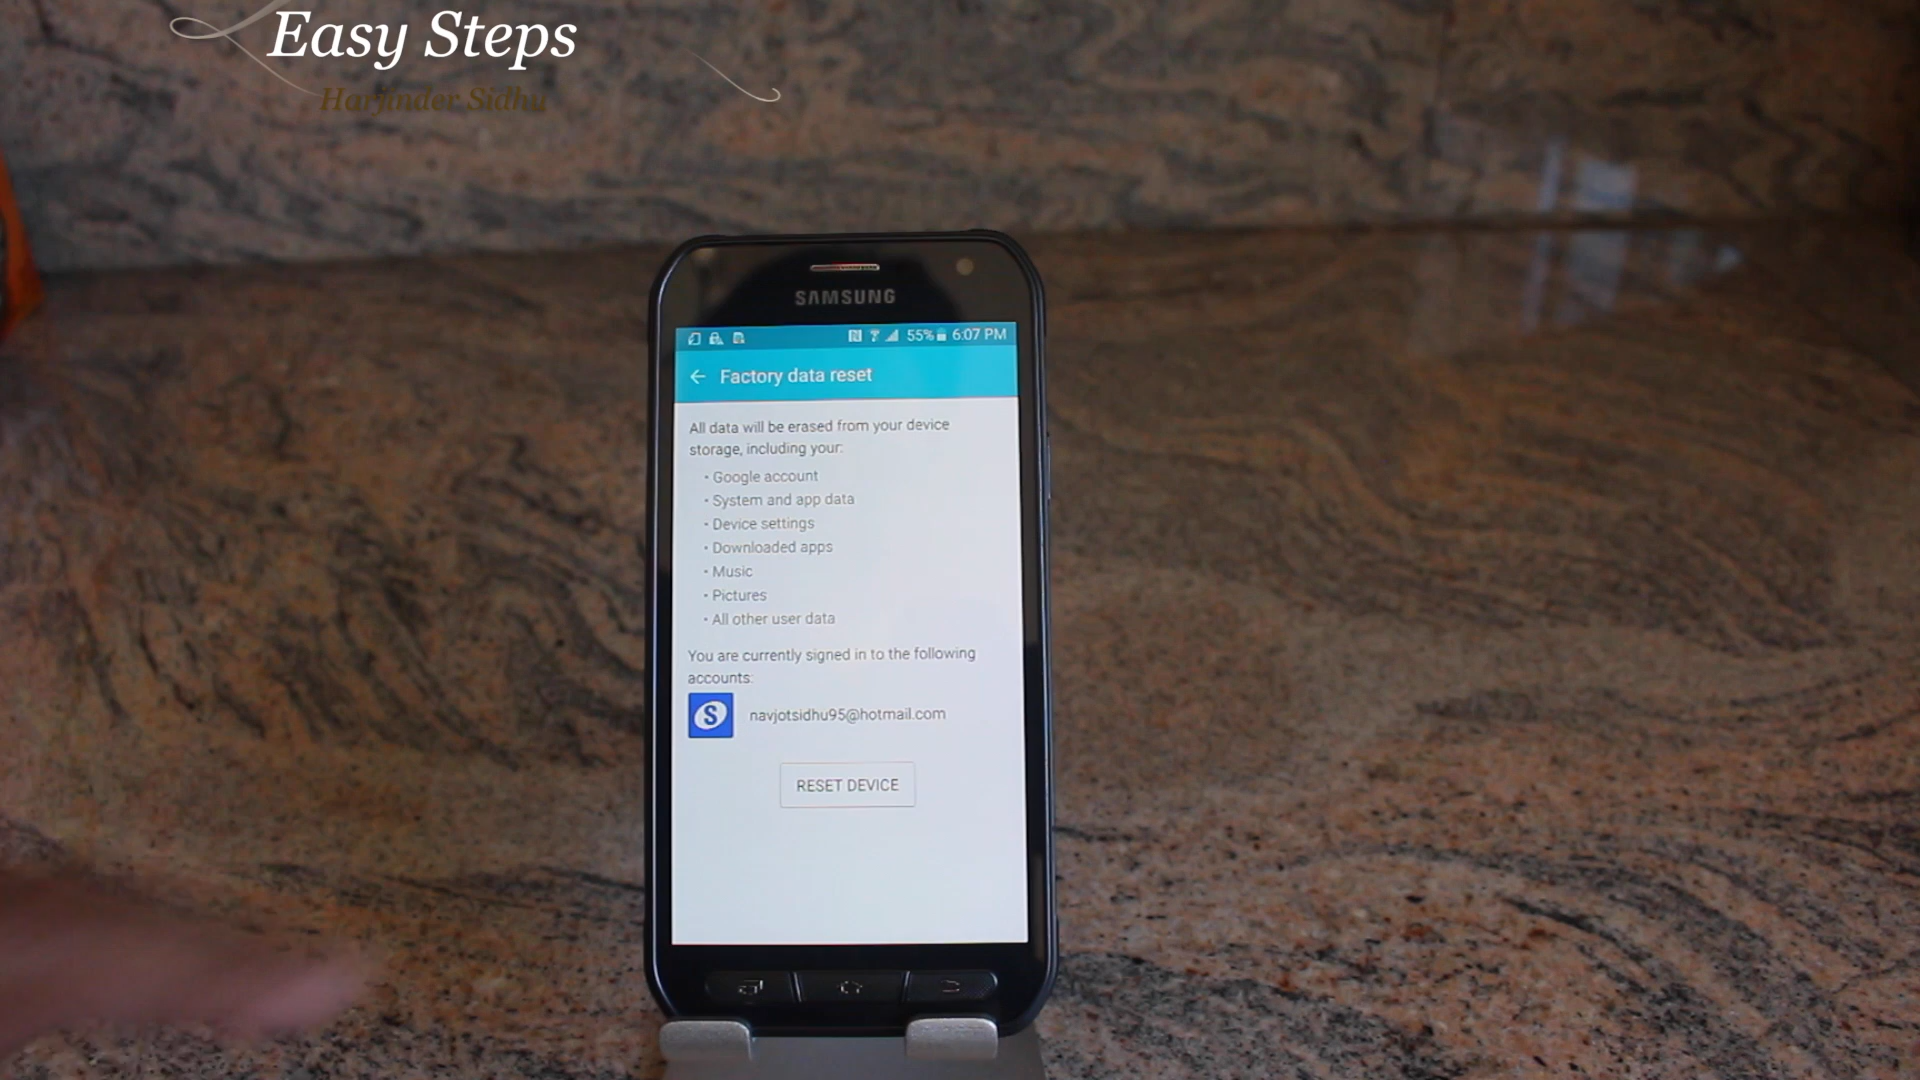 Easy Steps
Harjinder Sidhu
SAMSUNG
55% 6:07 PM
Factory data reset
All data will be erased from your device
storage, including your:
• Google account
• System and app data
• Device settings
• Downloaded apps
• Music
• Pictures
• All other user data
You are currently signed in to the following
accounts:
S navjotsidhu95@hotmail.com
RESET DEVICE